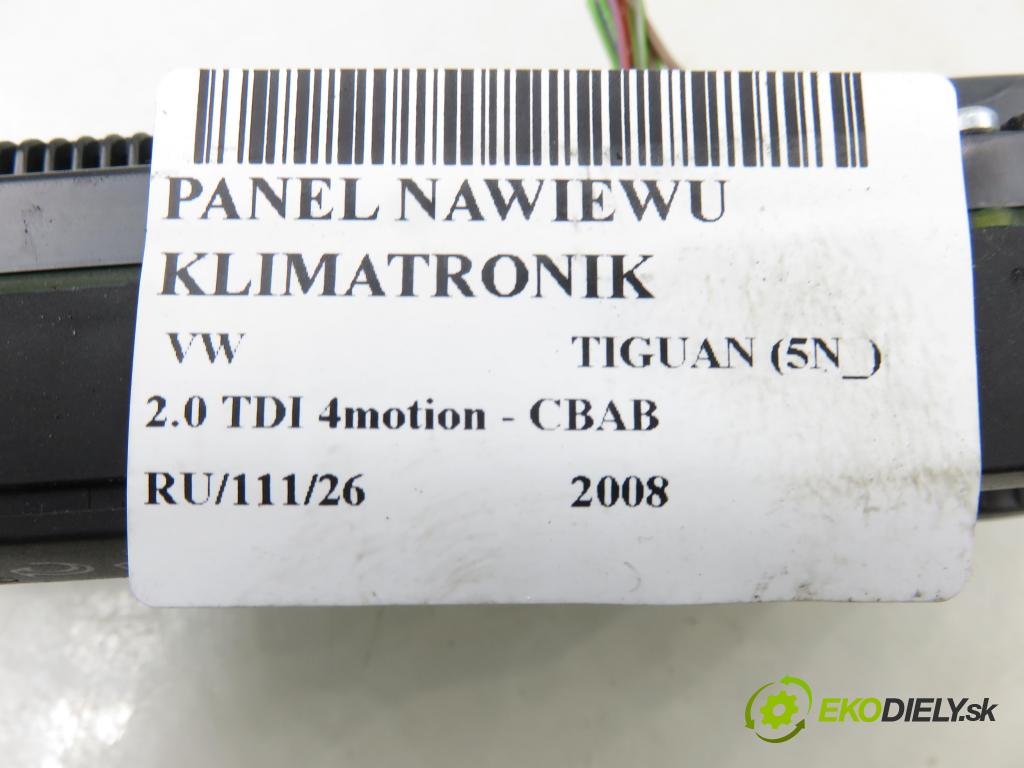 PANEL NAWIEWU
KLIMATRONIK
VW TIGUAN (5N_)
2.0 TDI 4motion - CBAB
RU/111/26 2008
EKODIELY.sk